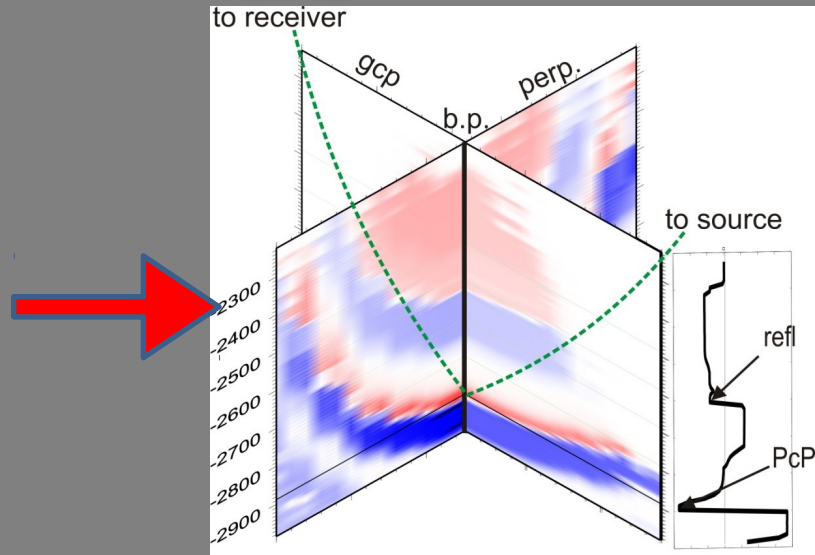 to receiver
gcp
perp.
b.p.
to source
-2300
-2400
-2500
-2600
-2700
-2800
-2900
refl
PcP